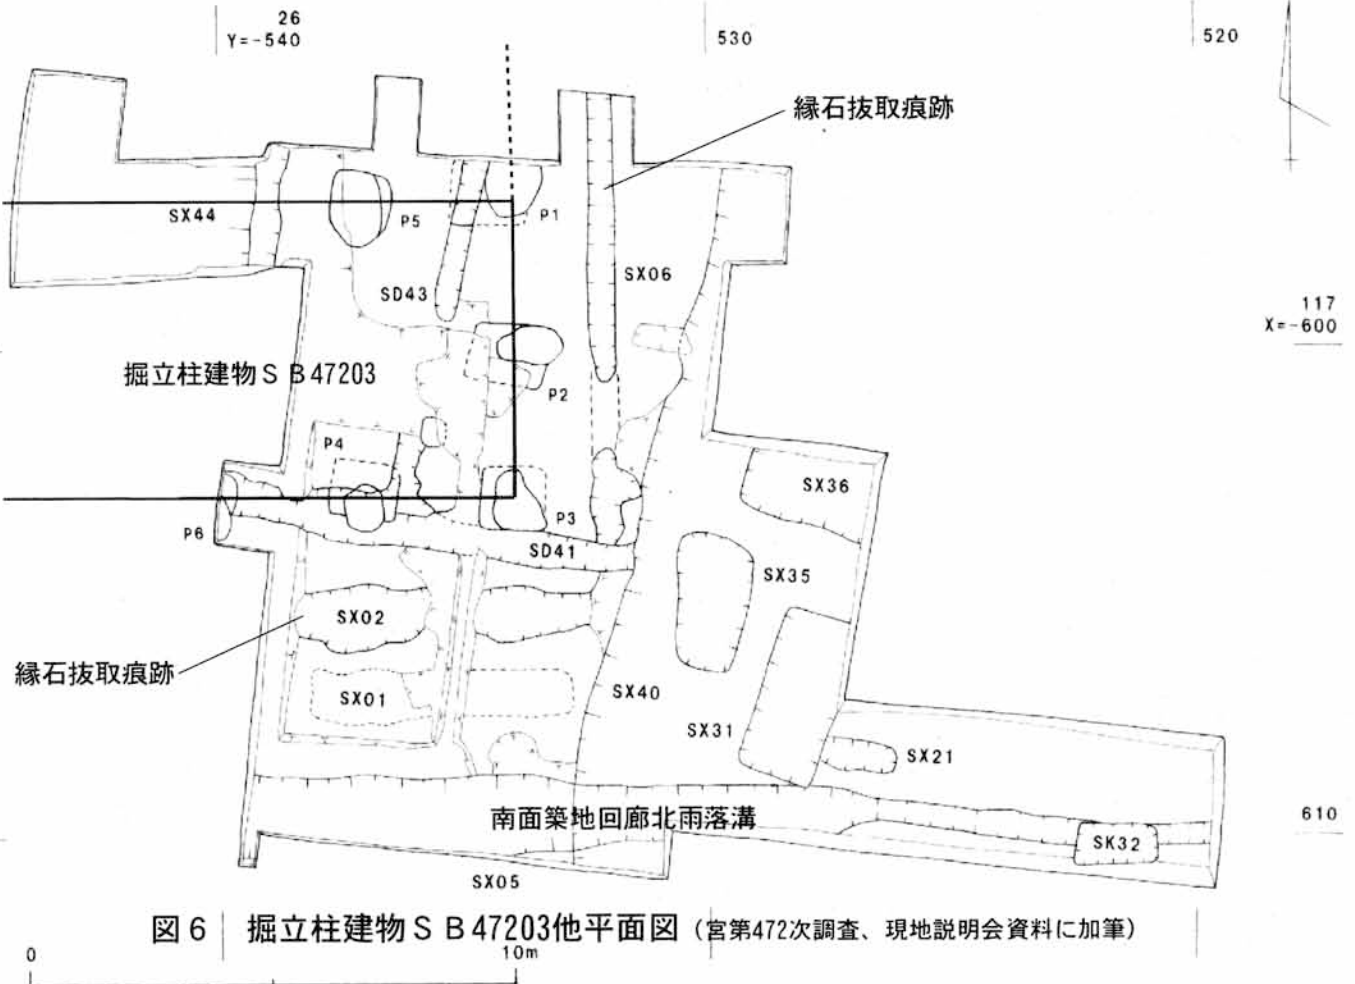 26
Y=-540
530
520
縁石抜取痕跡
SX44
P5
P1
SX06
SD43
117
X=-600
掘立柱建物SB47203
P2
P4
SX36
P3
P6
SD41
SX35
SX02
縁石抜取痕跡
SX01
SX40
SX31
SX21
南面築地回廊北雨落溝
610
SK32
SX05
図6 掘立柱建物SB47203他平面図(宮第472次調査、現地説明会資料に加筆)
0 10m